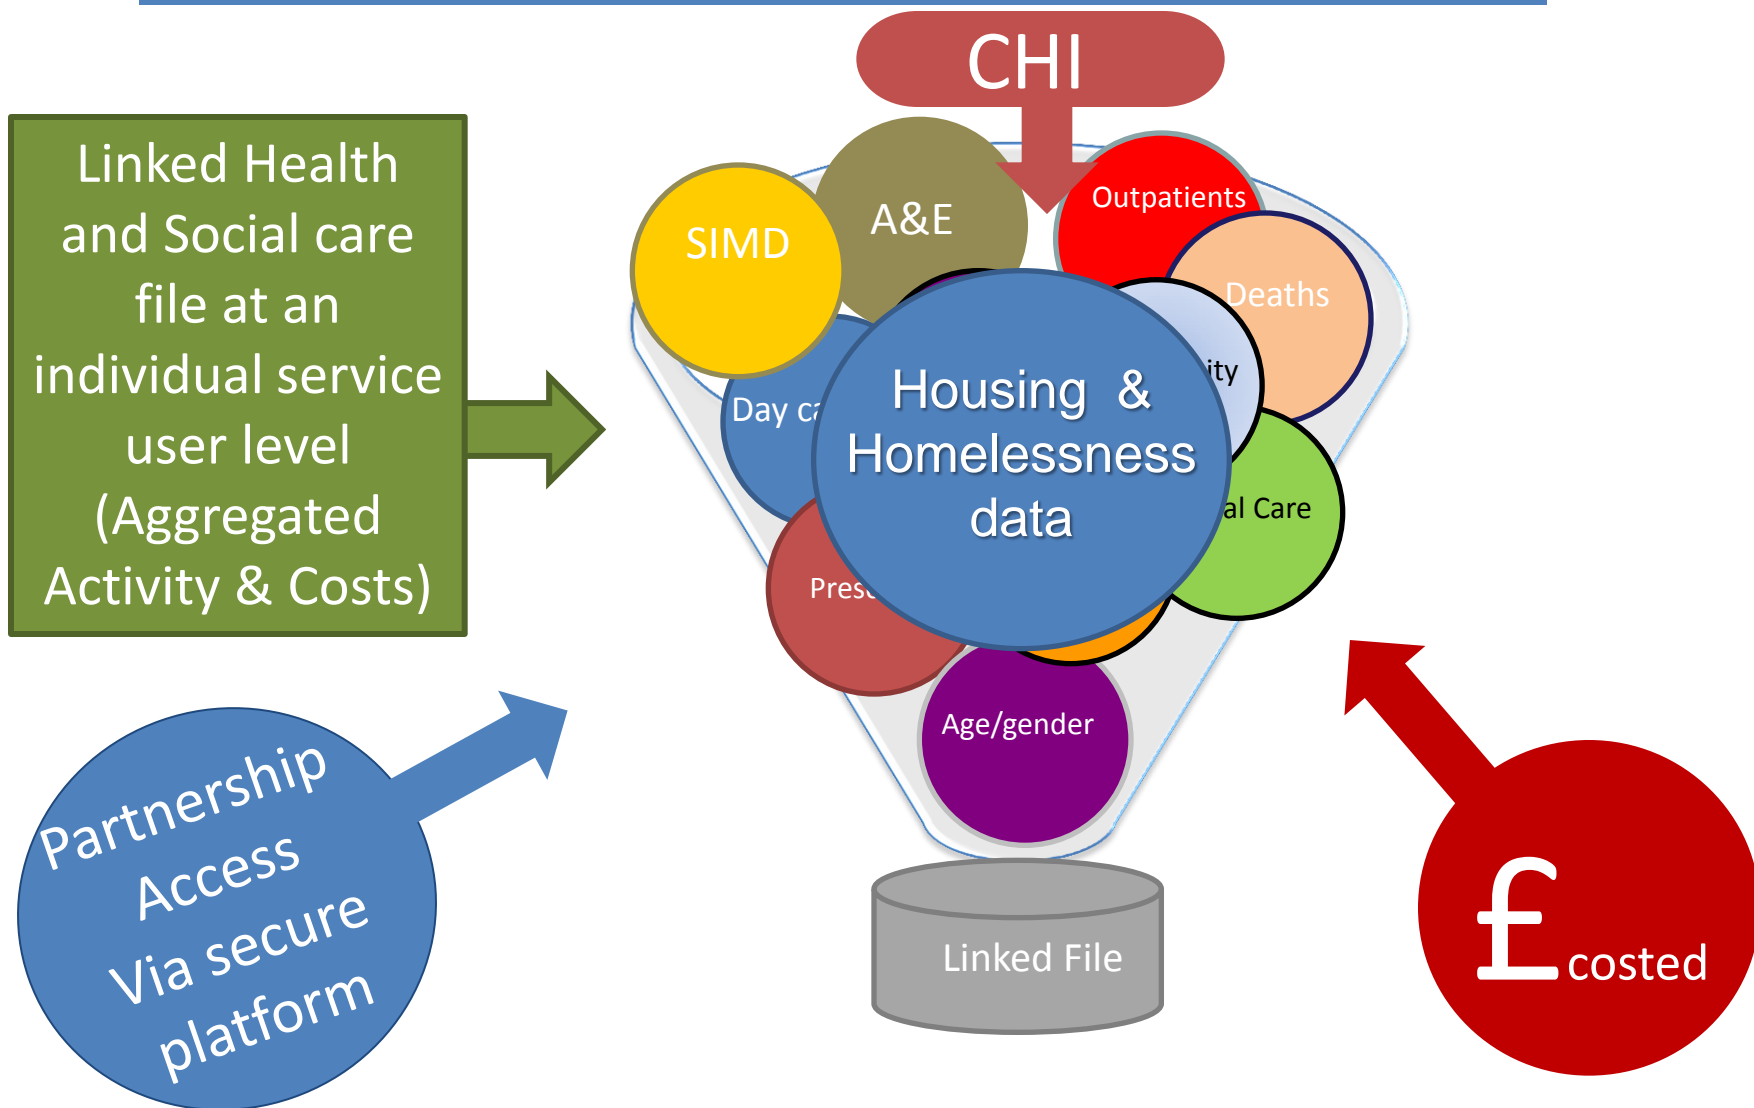 CHI
Linked Health
and Social care
file at an
individual service
user level
(Aggregated
Activity & Costs)
SIMD
A&E
Outpatients
Deaths
Day ca
ity
Housing &
Homelessness
data
al Care
Presc
Age/gender
Linked File
Partnership
Access
Via secure
platform
£costed